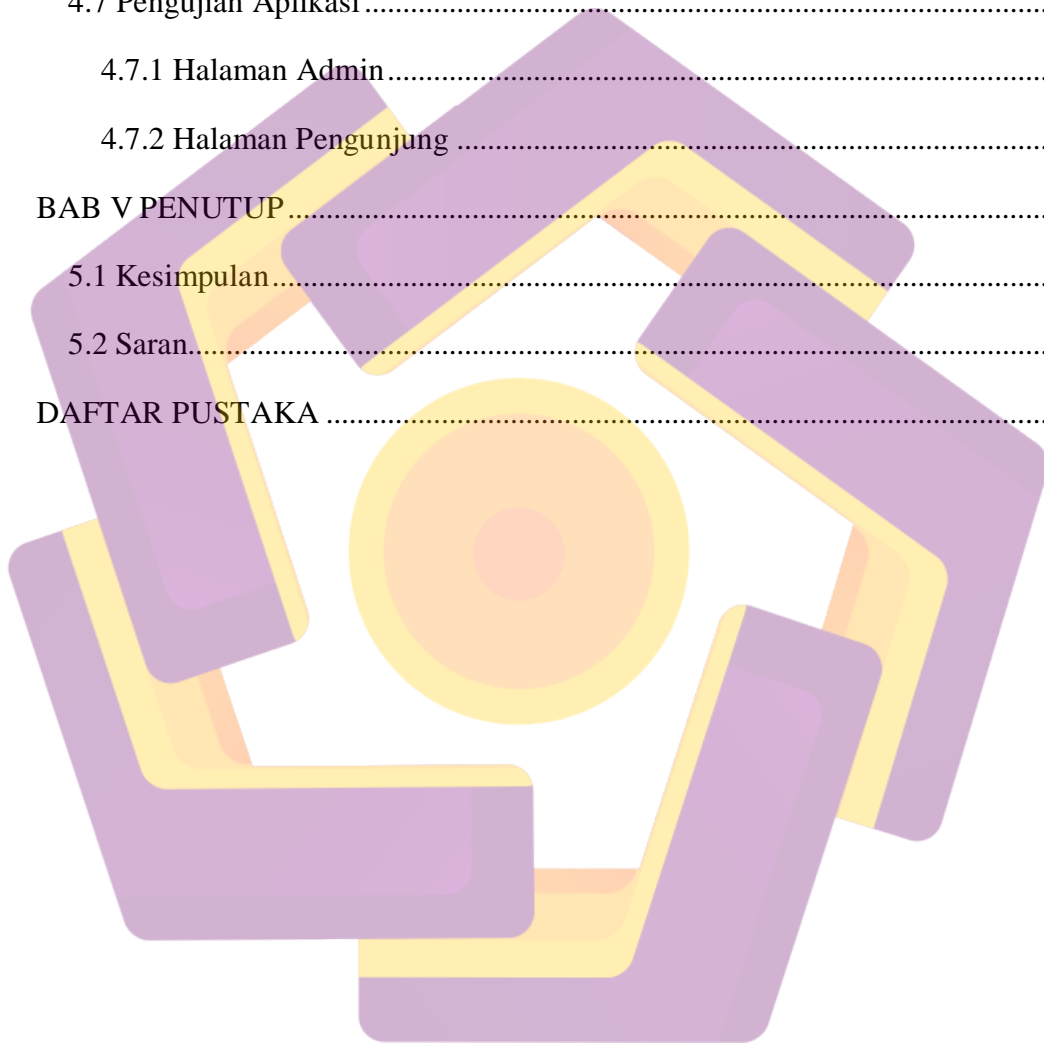 4.7 Pengujian Aplikasi........................................................................................
4.7.1 Halaman Admin.....................................................................................
4.7.2 Halaman Pengunjung ............................................................................
BAB V PENUTUP..................................................................................................
5.1 Kesimpulan....................................................................................................
5.2 Saran...............................................................................................................
DAFTAR PUSTAKA ..............................................................................................